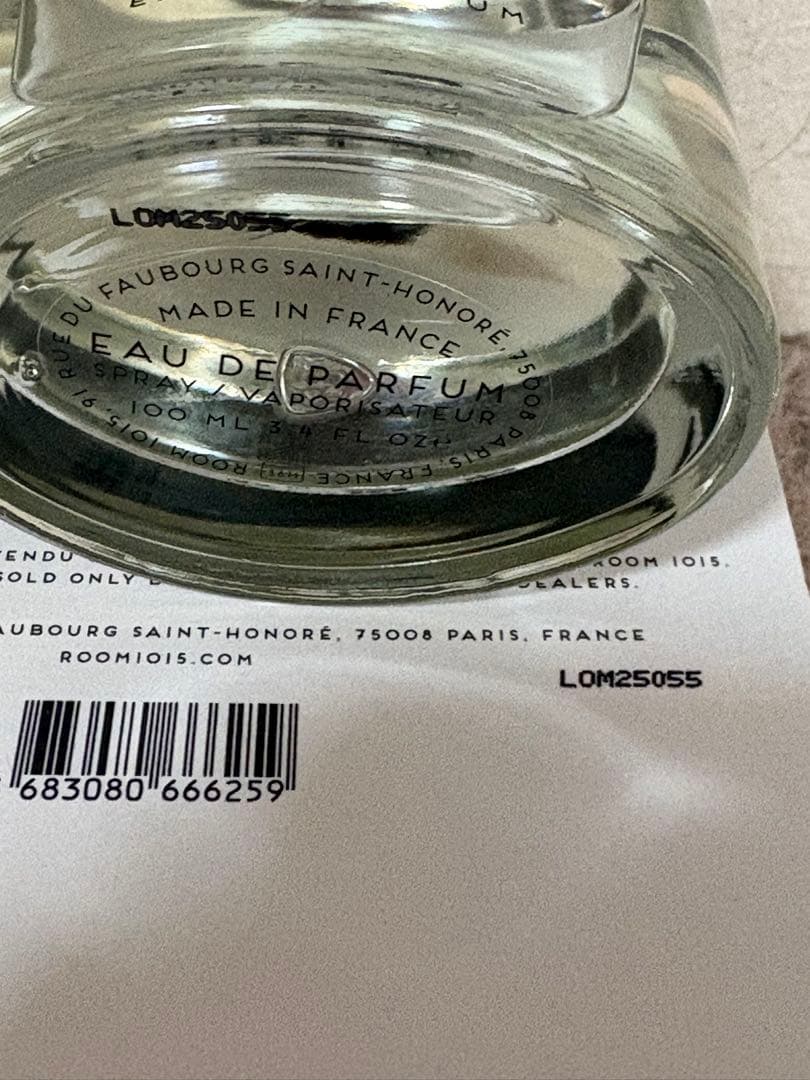 LOM25055
RUE DU FAUBOURG SAINT-HONORÉ, 75008 PARIS, FRANCE
MADE IN FRANCE
EAU DE PARFUM
SPRAY / VAPORISATEUR
100 ML 3.4 FL OZ
ROOM 1015, 91
VENDU
ROOM 1015.
SOLD ONLY
DEALERS.
FAUBOURG SAINT-HONORÉ, 75008 PARIS, FRANCE
ROOM1015.COM
LOM25055
683080 666259